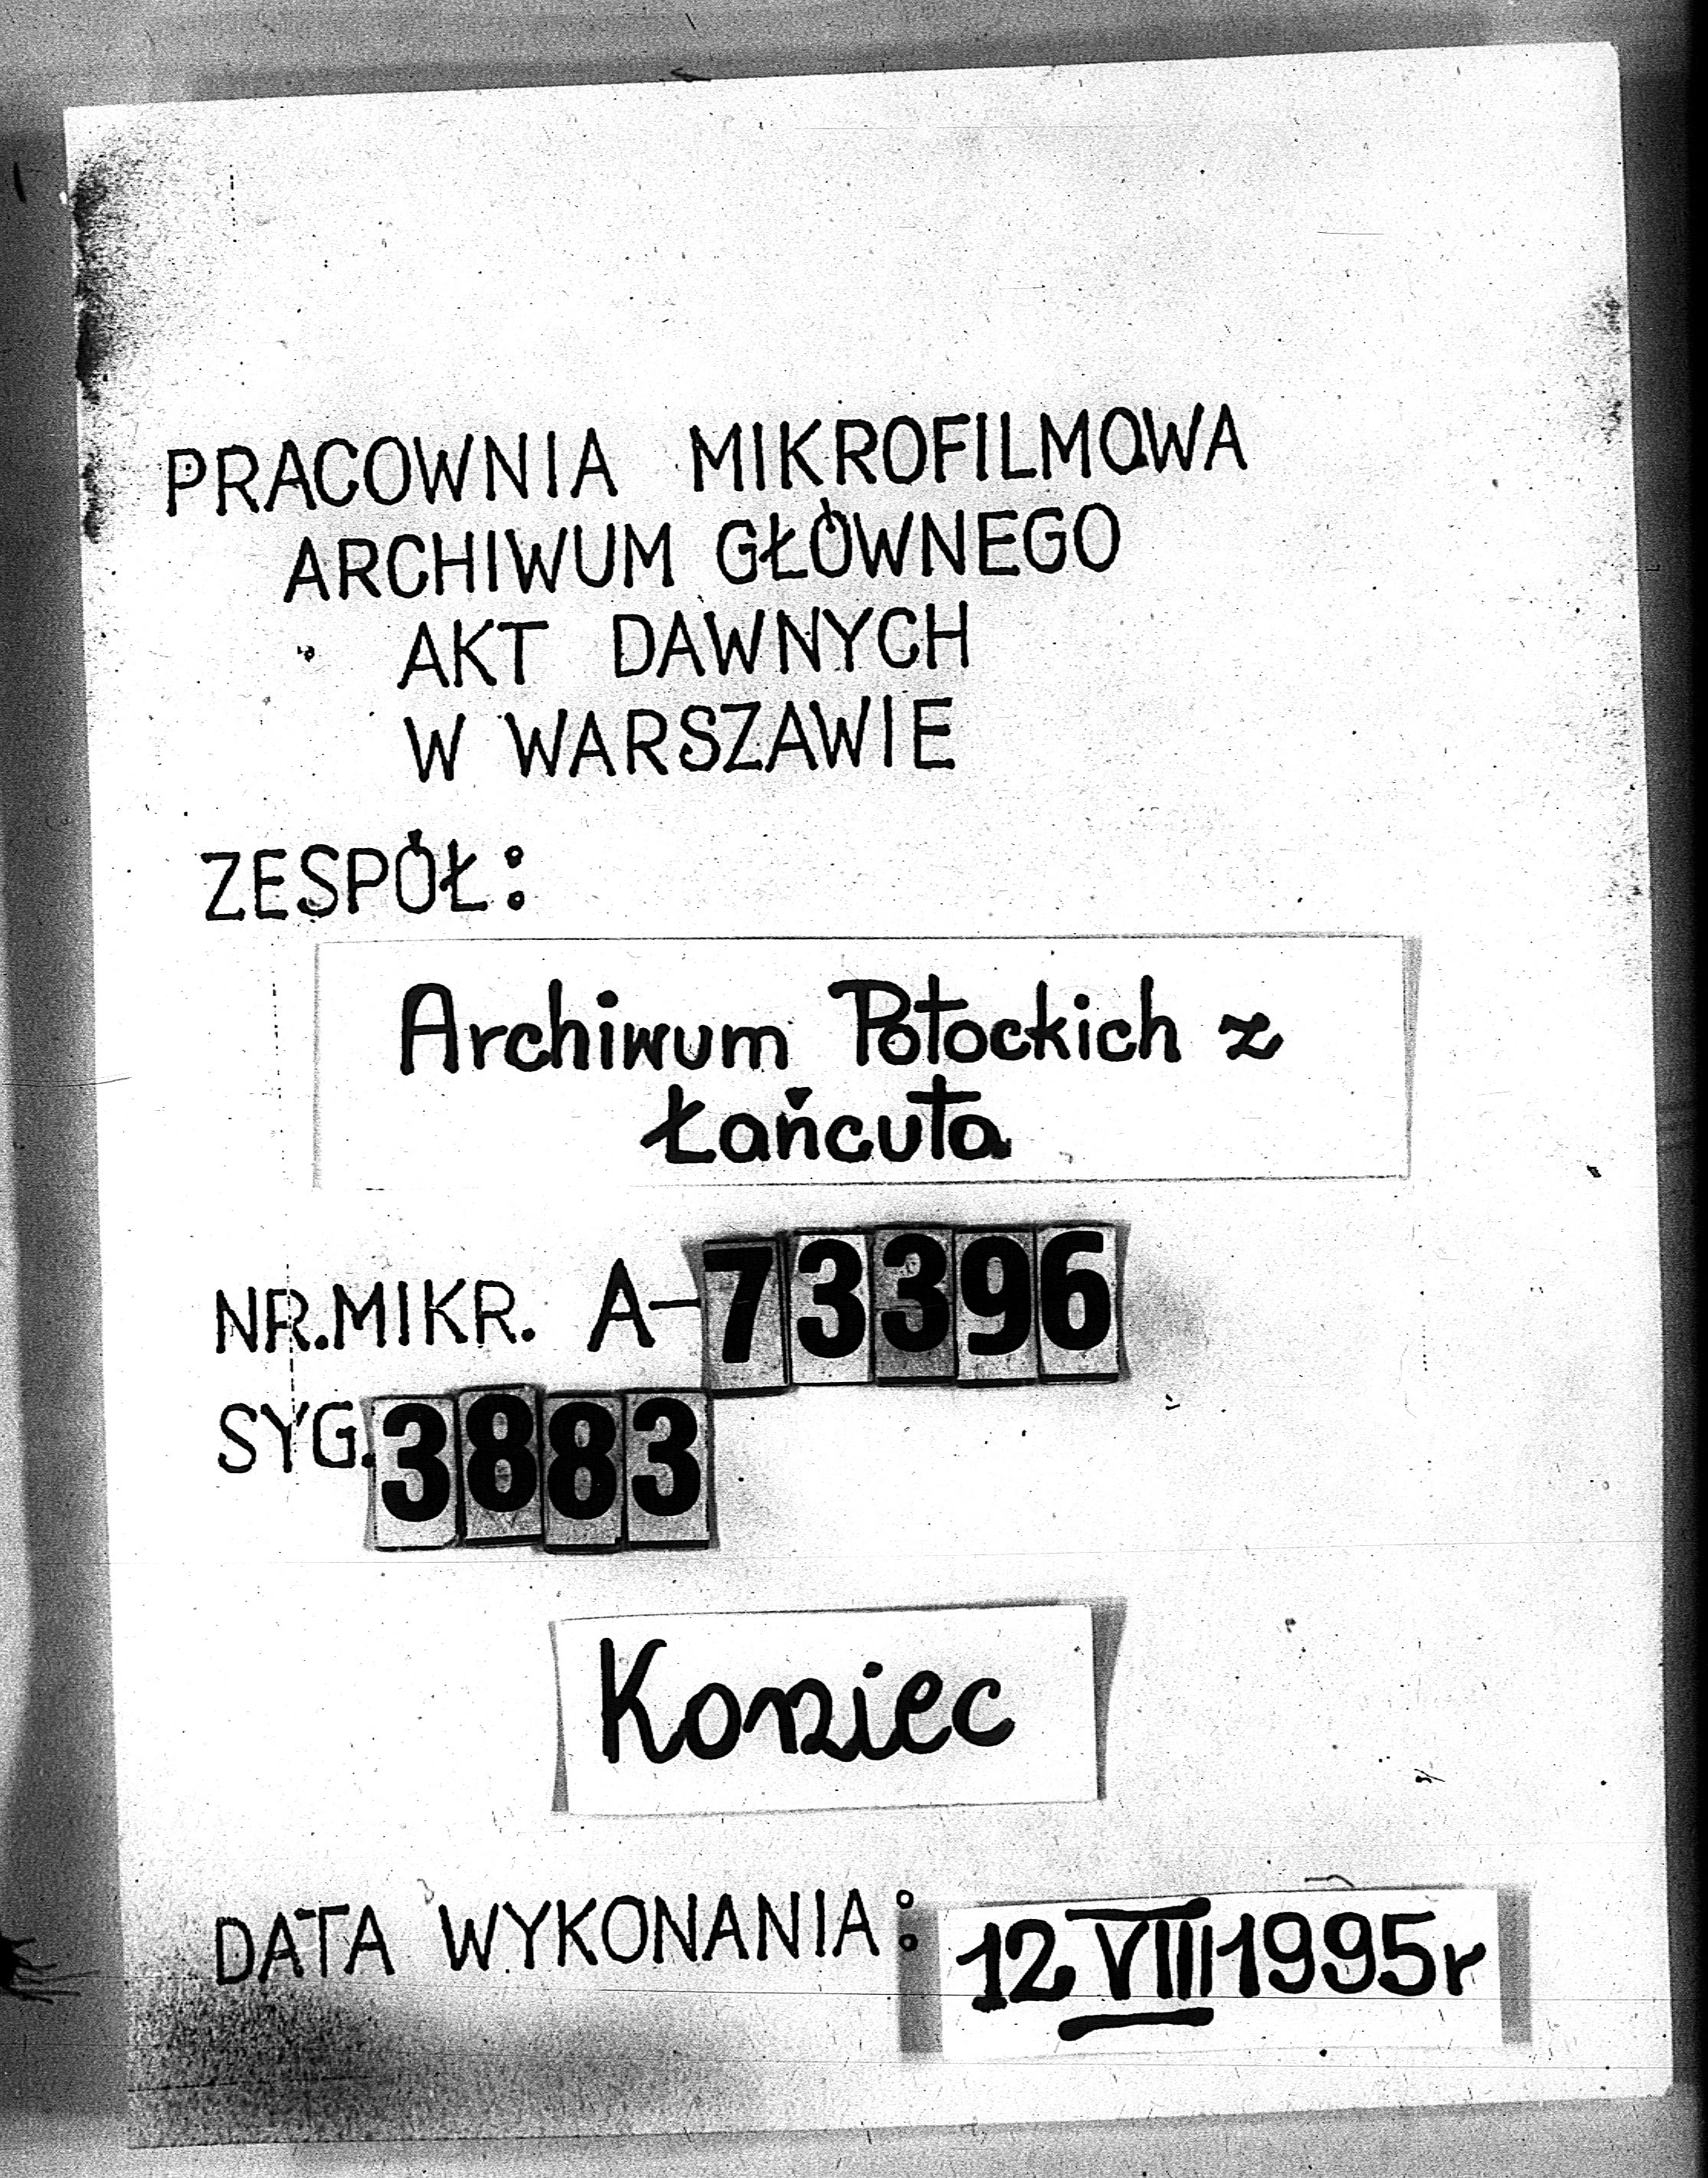 PRACOWNIA MIKROFILMOWA
ARCHIWUM GŁÓWNEGO
AKT DAWNYCH
W WARSZAWIE
ZESPÓŁ:
Archiwum Potockich z
Łańcuta
NR.MIKR. A-73396
SYG.3883
Koniec
DATA WYKONANIA: 12 VIII 1995r